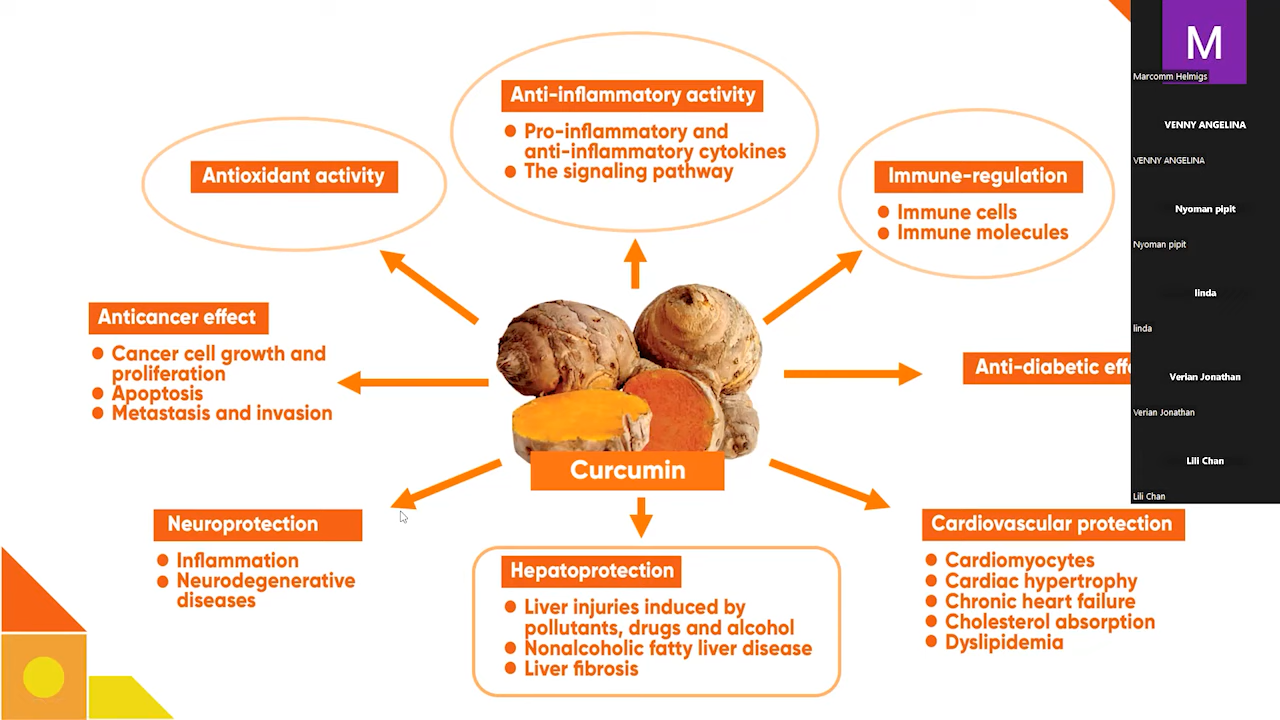 Anti-inflammatory activity
Pro-inflammatory and
anti-inflammatory cytokines
The signaling pathway
Antioxidant activity
Immune-regulation
Immune cells
Immune molecules
Anticancer effect
Cancer cell growth and
proliferation
Apoptosis
Metastasis and invasion
Anti-diabetic eff
Curcumin
Neuroprotection
Inflammation
Neurodegenerative
diseases
Hepatoprotection
Liver injuries induced by
pollutants, drugs and alcohol
Nonalcoholic fatty liver disease
Liver fibrosis
Cardiovascular protection
Cardiomyocytes
Cardiac hypertrophy
Chronic heart failure
Cholesterol absorption
Dyslipidemia
M
Marcomm Helmigs
VENNY ANGELINA
VENNY ANGELINA
Nyoman pipit
Nyoman pipit
linda
linda
Verian Jonathan
Verian Jonathan
Lili Chan
Lili Chan